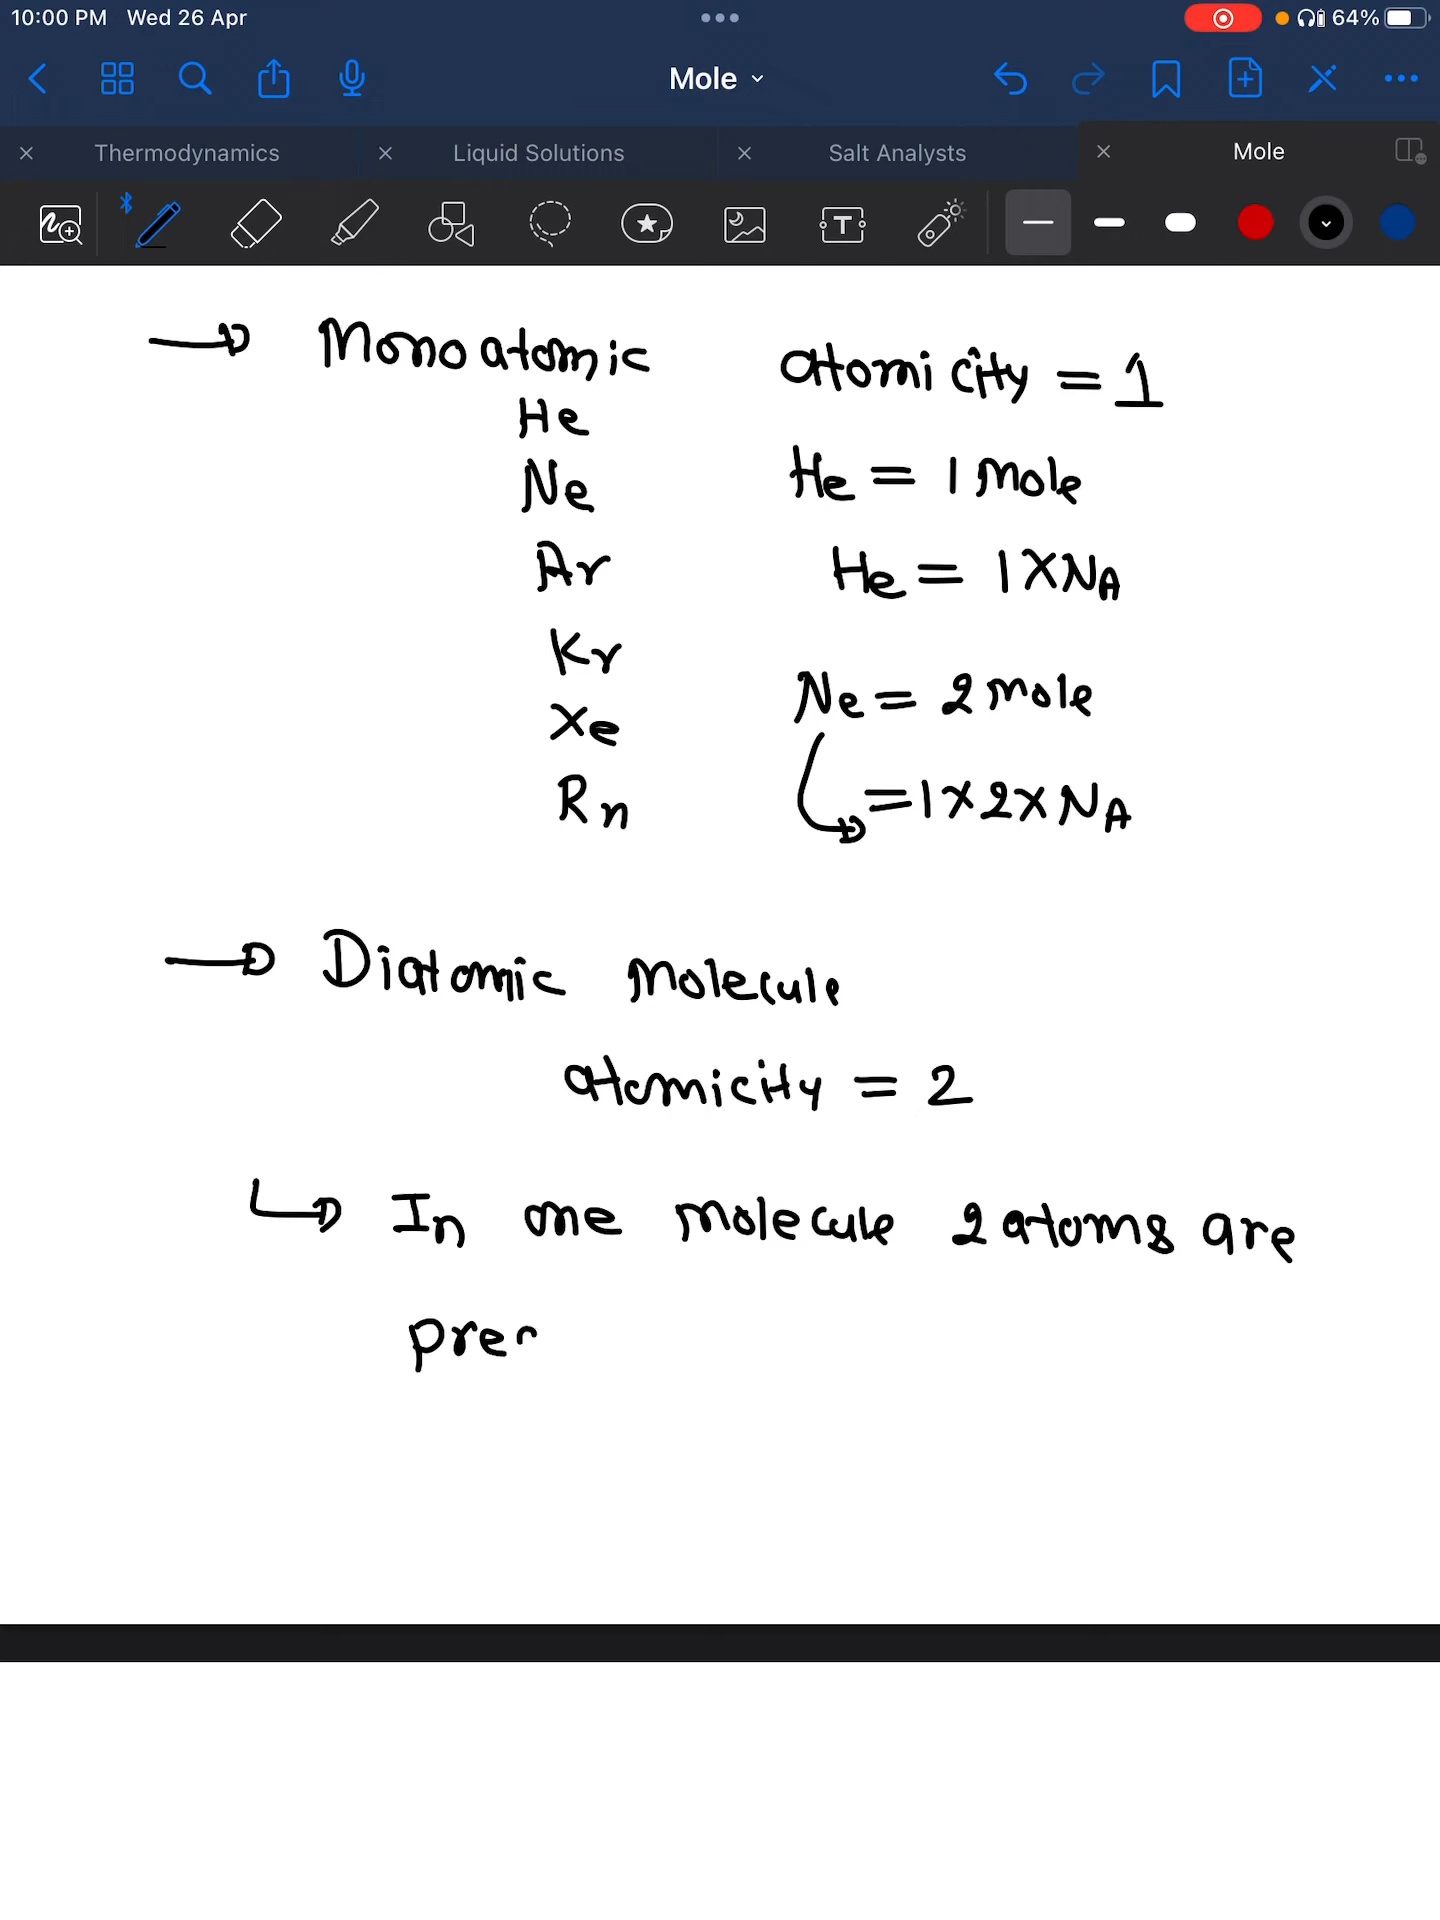 10:00 PM Wed 26 Apr
64%
Mole
Thermodynamics
Liquid Solutions
Salt Analysts
Mole
Monoatomic
atomicity = 1
He
He = 1 Mole
Ne
Ar
He = 1 X NA
Kr
Ne = 2 mole
Xe
= 1 X 2 X NA
Rn
Diatomic Molecule
atomicity = 2
In one molecule 2 atoms are